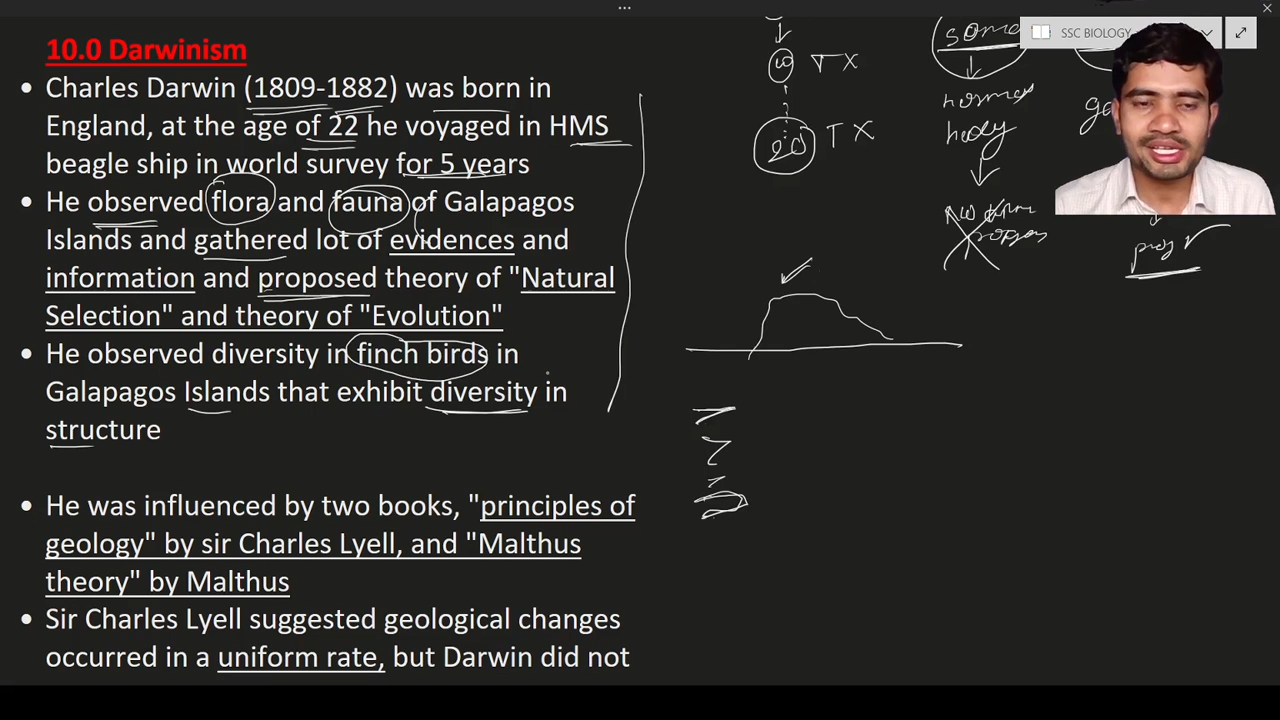 SSC BIOLOGY
10.0 Darwinism
• Charles Darwin (1809-1882) was born in
England, at the age of 22 he voyaged in HMS
beagle ship in world survey for 5 years
• He observed flora and fauna of Galapagos
Islands and gathered lot of evidences and
information and proposed theory of "Natural
Selection" and theory of "Evolution"
• He observed diversity in finch birds in
Galapagos Islands that exhibit diversity in
structure
• He was influenced by two books, "principles of
geology" by sir Charles Lyell, and "Malthus
theory" by Malthus
• Sir Charles Lyell suggested geological changes
occurred in a uniform rate, but Darwin did not
TX
20 TX
body